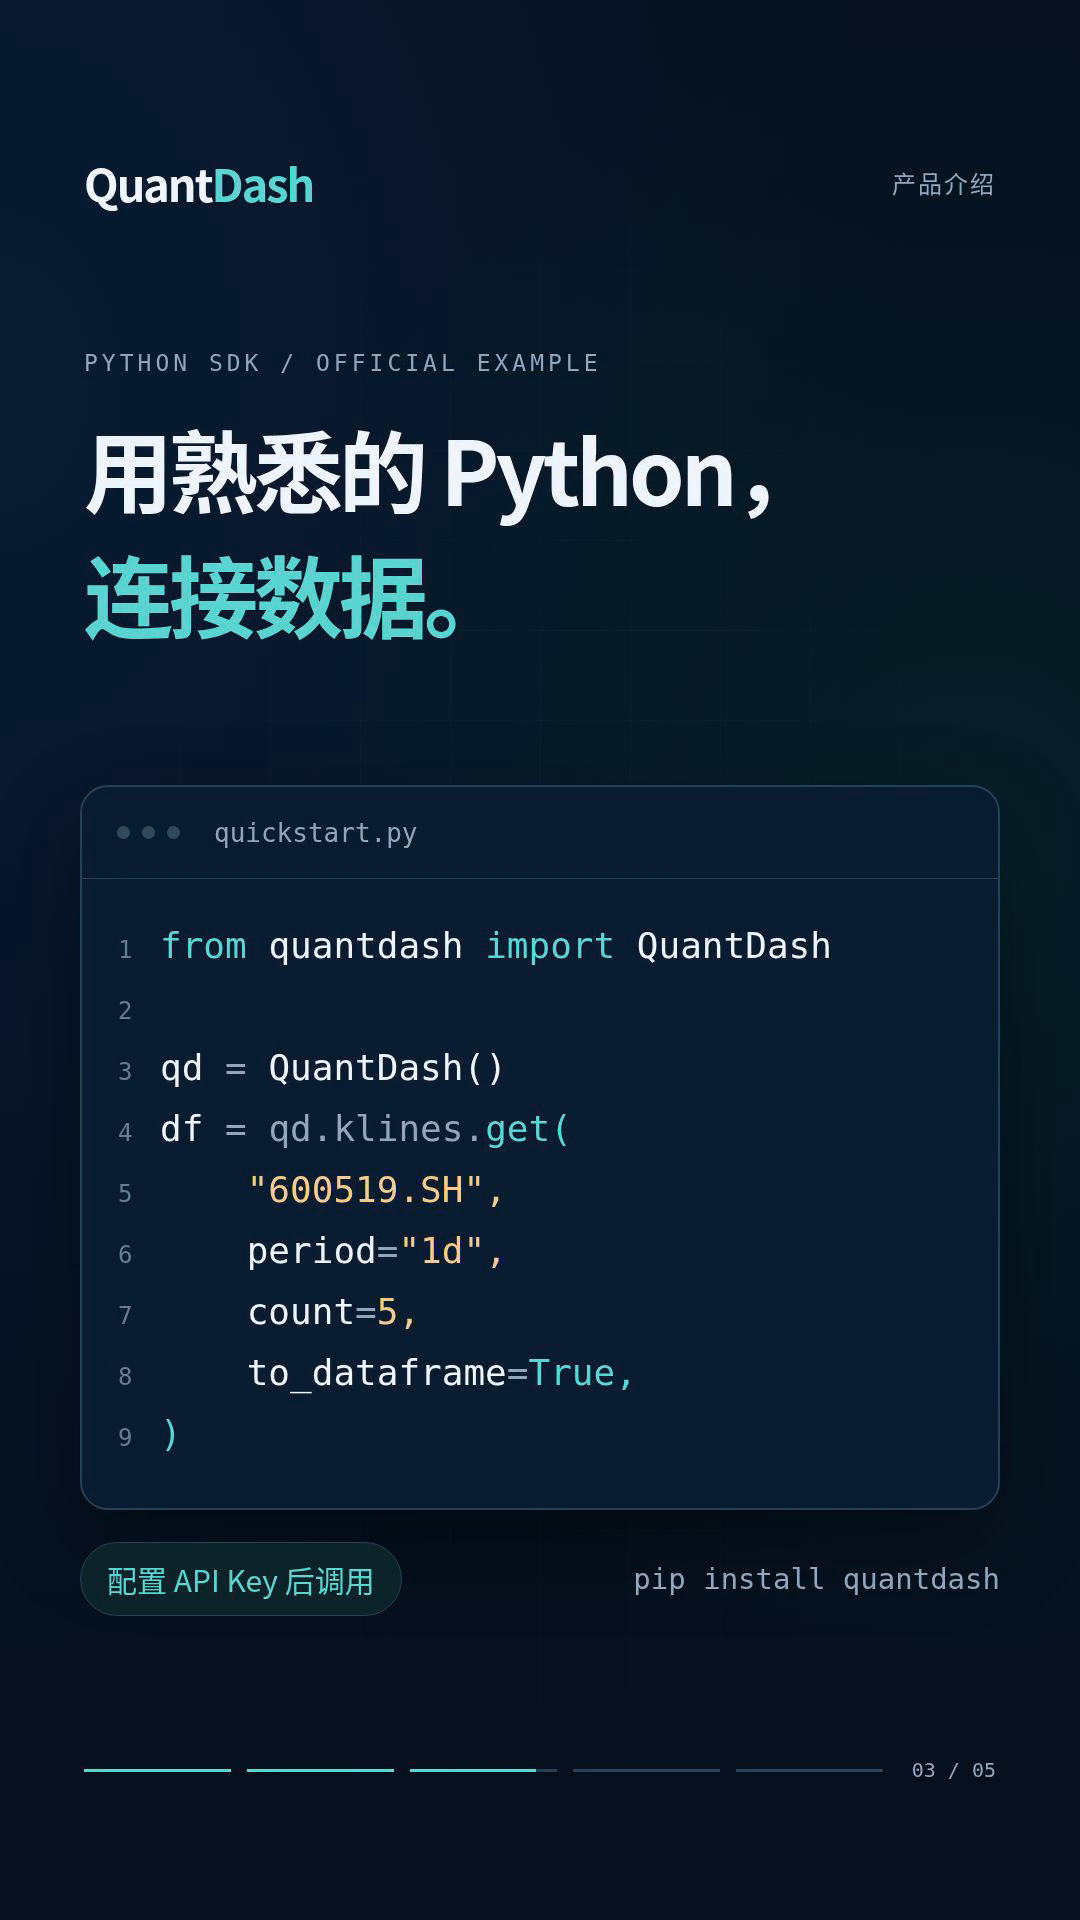 QuantDash
产品介绍
PYTHON SDK / OFFICIAL EXAMPLE
用熟悉的 Python，
连接数据。
quickstart.py
1 from quantdash import QuantDash
2
3 qd = QuantDash()
4 df = qd.klines.get(
5     "600519.SH",
6     period="1d",
7     count=5,
8     to_dataframe=True,
9 )
配置 API Key 后调用
pip install quantdash
03 / 05